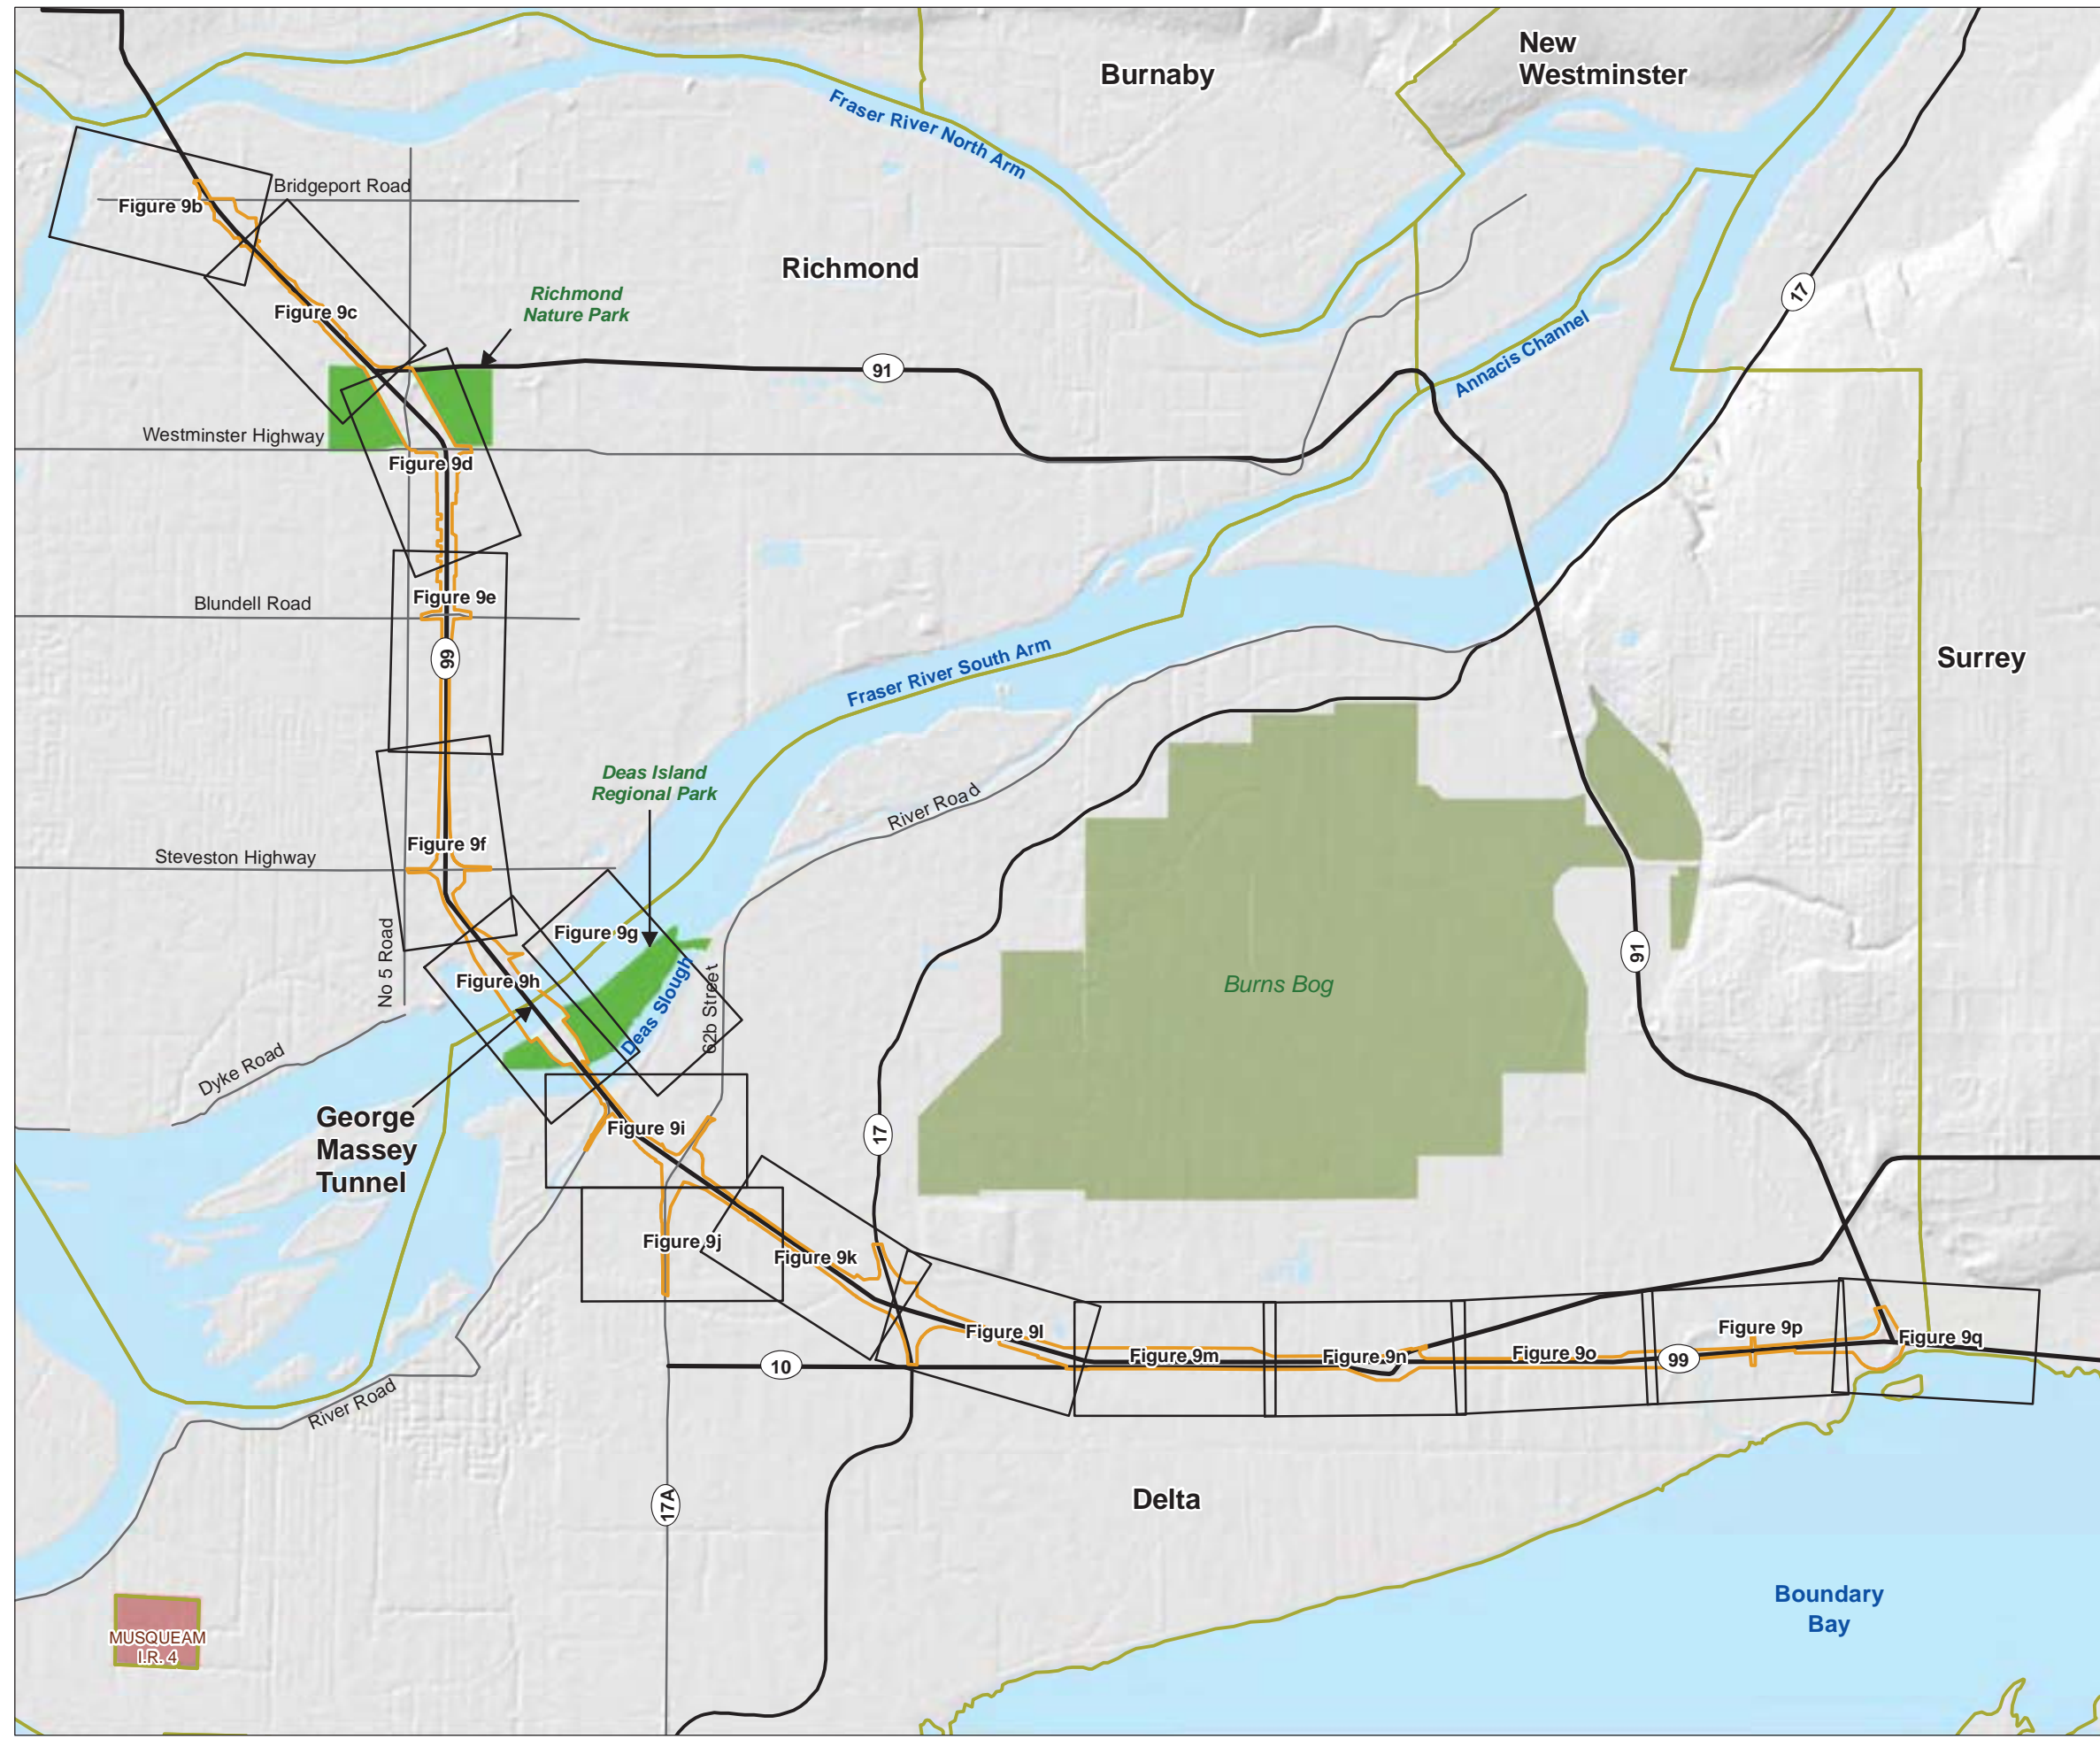 New
Westminster
Burnaby
Fraser River North Arm
Bridgeport Road
Figure 9b
Richmond
17
Richmond
Nature Park
Figure 9c
Annacis Channel
91
Westminster Highway
Figure 9d
Figure 9e
Blundell Road
99
Fraser River South Arm
Surrey
Deas Island
Regional Park
River Road
Figure 9f
Steveston Highway
Figure 9g
No 5 Road
Figure 9h
Deas Slough
62b Street
91
Burns Bog
Dyke Road
George
Massey
Tunnel
Figure 9i
17
Figure 9j
Figure 9k
Figure 9l
Figure 9m
Figure 9n
Figure 9o
99
Figure 9p
Figure 9q
10
River Road
17A
Delta
Boundary
Bay
MUSQUEAM
I.R. 4